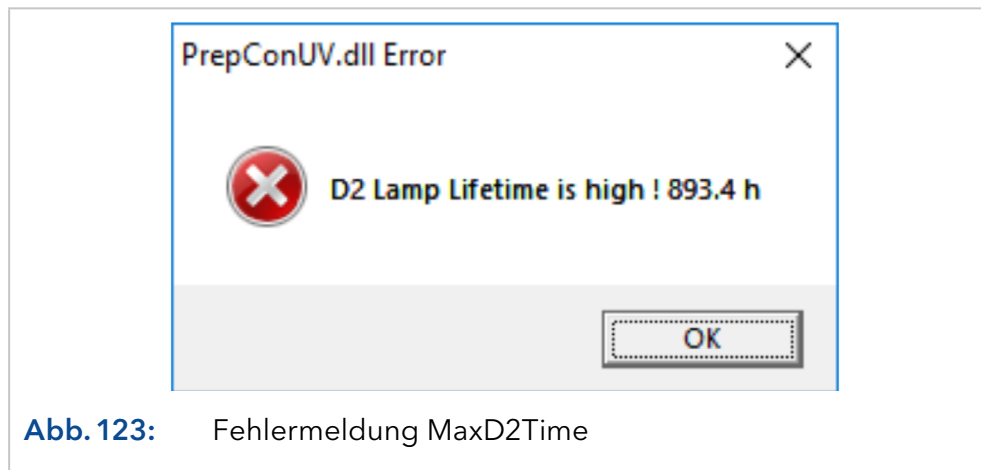 PrepConUV.dll Error
D2 Lamp Lifetime is high ! 893.4 h
OK
Abb. 123: Fehlermeldung MaxD2Time